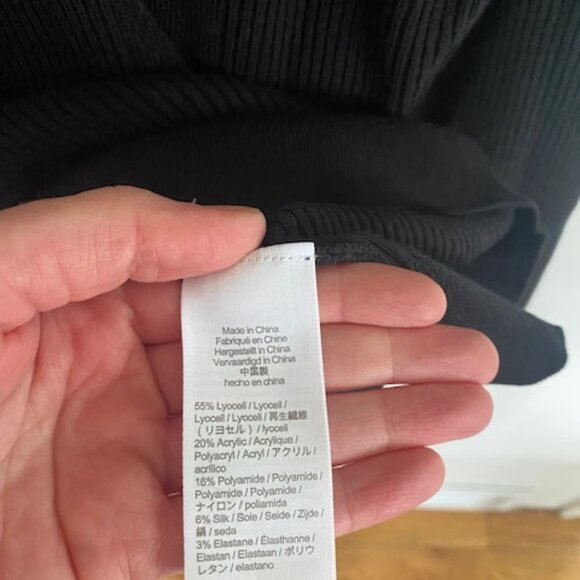 Made in China
Fabriqué en Chine
Hergestellt in China
Vervaardigd in China
中国製
hecho en china
55% Lyocell / Lyocell /
Lyocell / Lyocell / 再生繊維
(リヨセル) / lyocell
20% Acrylic / Acrylique /
Polyacryl / Acryl / アクリル /
acrílico
16% Polyamide / Polyamide /
Polyamide / Polyamide /
ナイロン / poliamida
6% Silk / Soie / Seide / Zijde /
絹 / seda
3% Elastane / Élasthanne /
Elastan / Elastaan / ポリウ
レタン / elastano